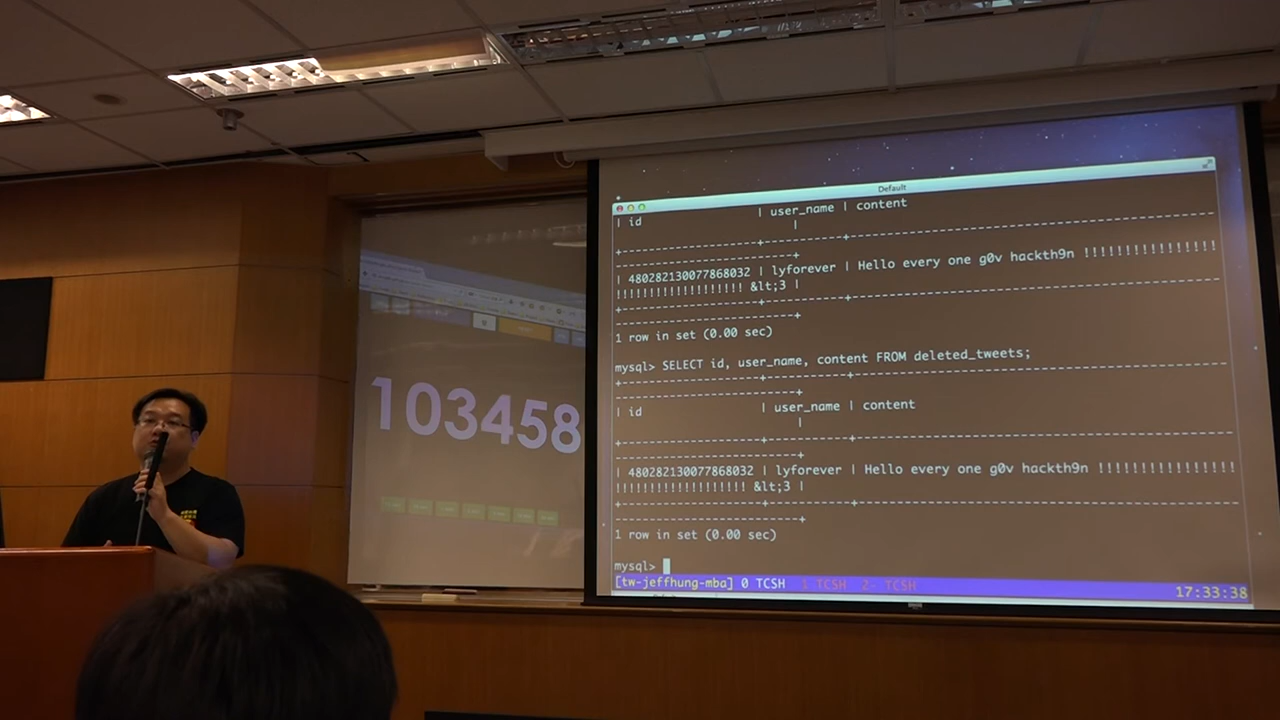 103458
Default
| id | user_name | content
|
+--------------------+-----------+--------------------------------------------------------
----------------------+
| 480282130077868032 | lyforever | Hello every one g0v hackth9n !!!!!!!!!!!!!!!!!
!!!!!!!!!!!!!!!!!!! &lt;3 |
+--------------------+-----------+--------------------------------------------------------
----------------------+
1 row in set (0.00 sec)
mysql> SELECT id, user_name, content FROM deleted_tweets;
+--------------------+-----------+--------------------------------------------------------
----------------------+
| id | user_name | content
|
+--------------------+-----------+--------------------------------------------------------
----------------------+
| 480282130077868032 | lyforever | Hello every one g0v hackth9n !!!!!!!!!!!!!!!!!
!!!!!!!!!!!!!!!!!!! &lt;3 |
+--------------------+-----------+--------------------------------------------------------
----------------------+
1 row in set (0.00 sec)
mysql>
[tw-jeffhung-mba] 0 TCSH 1 TCSH 2- TCSH 17:33:38